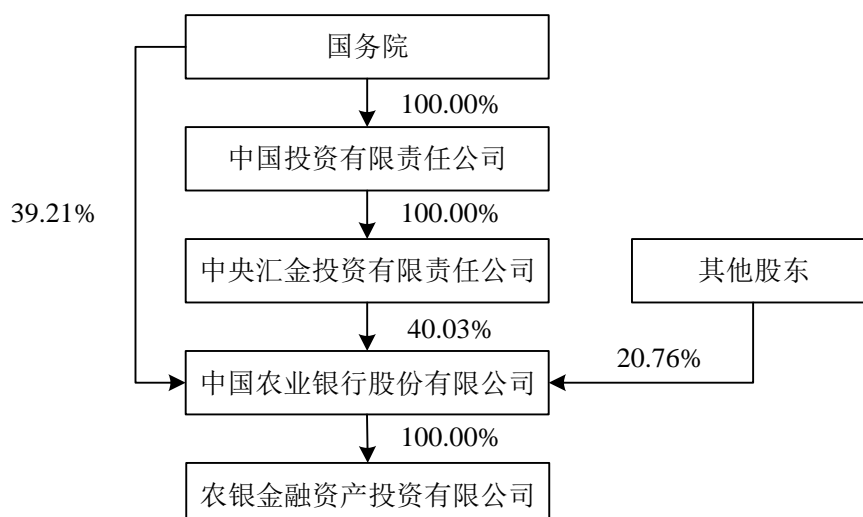 国务院
100.00%
中国投资有限责任公司
39.21%
100.00%
中央汇金投资有限责任公司
其他股东
40.03%
20.76%
中国农业银行股份有限公司
100.00%
农银金融资产投资有限公司